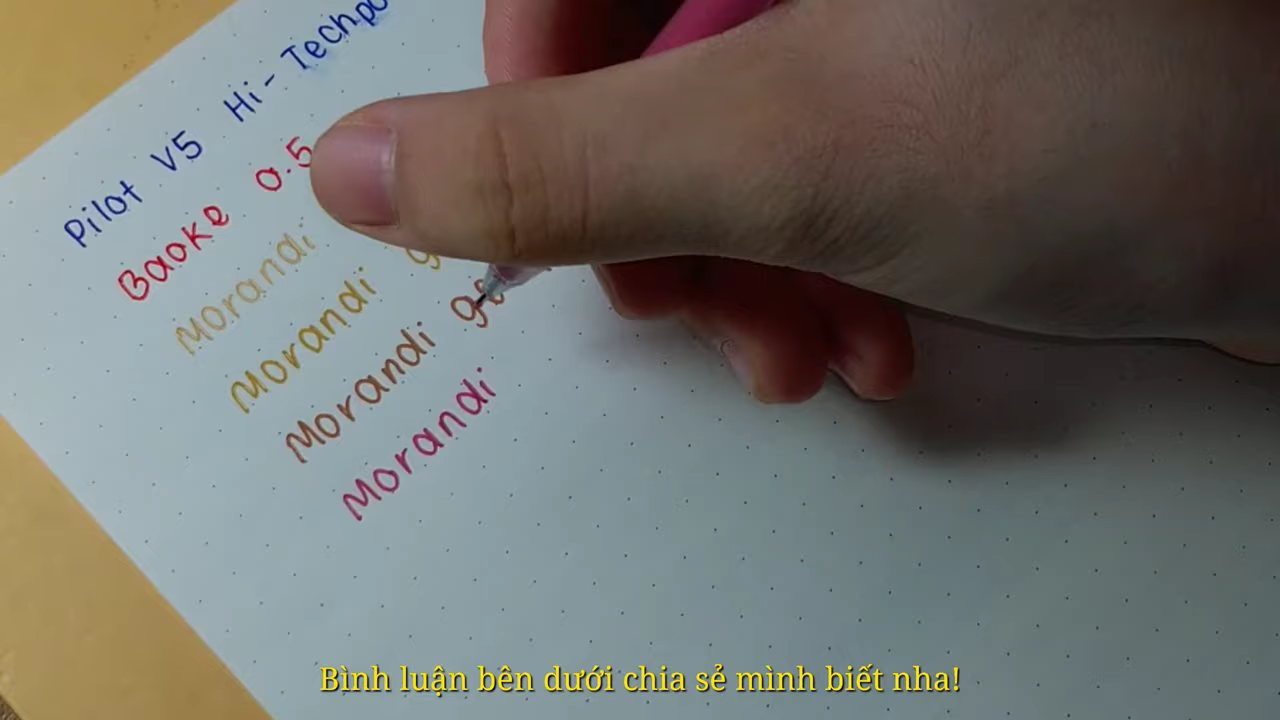 Pilot V5 Hi-Techpo
Baoke 0.5
Morandi
Morandi g
Morandi ge
Morandi
Bình luận bên dưới chia sẻ mình biết nha!